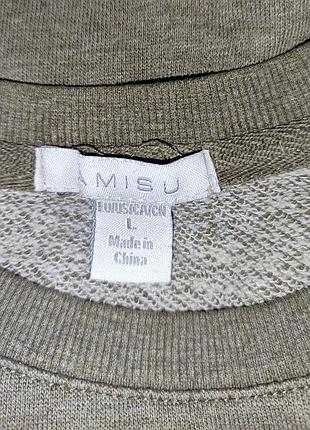 AMISU
EU/US/CA/CN
L
Made in
China